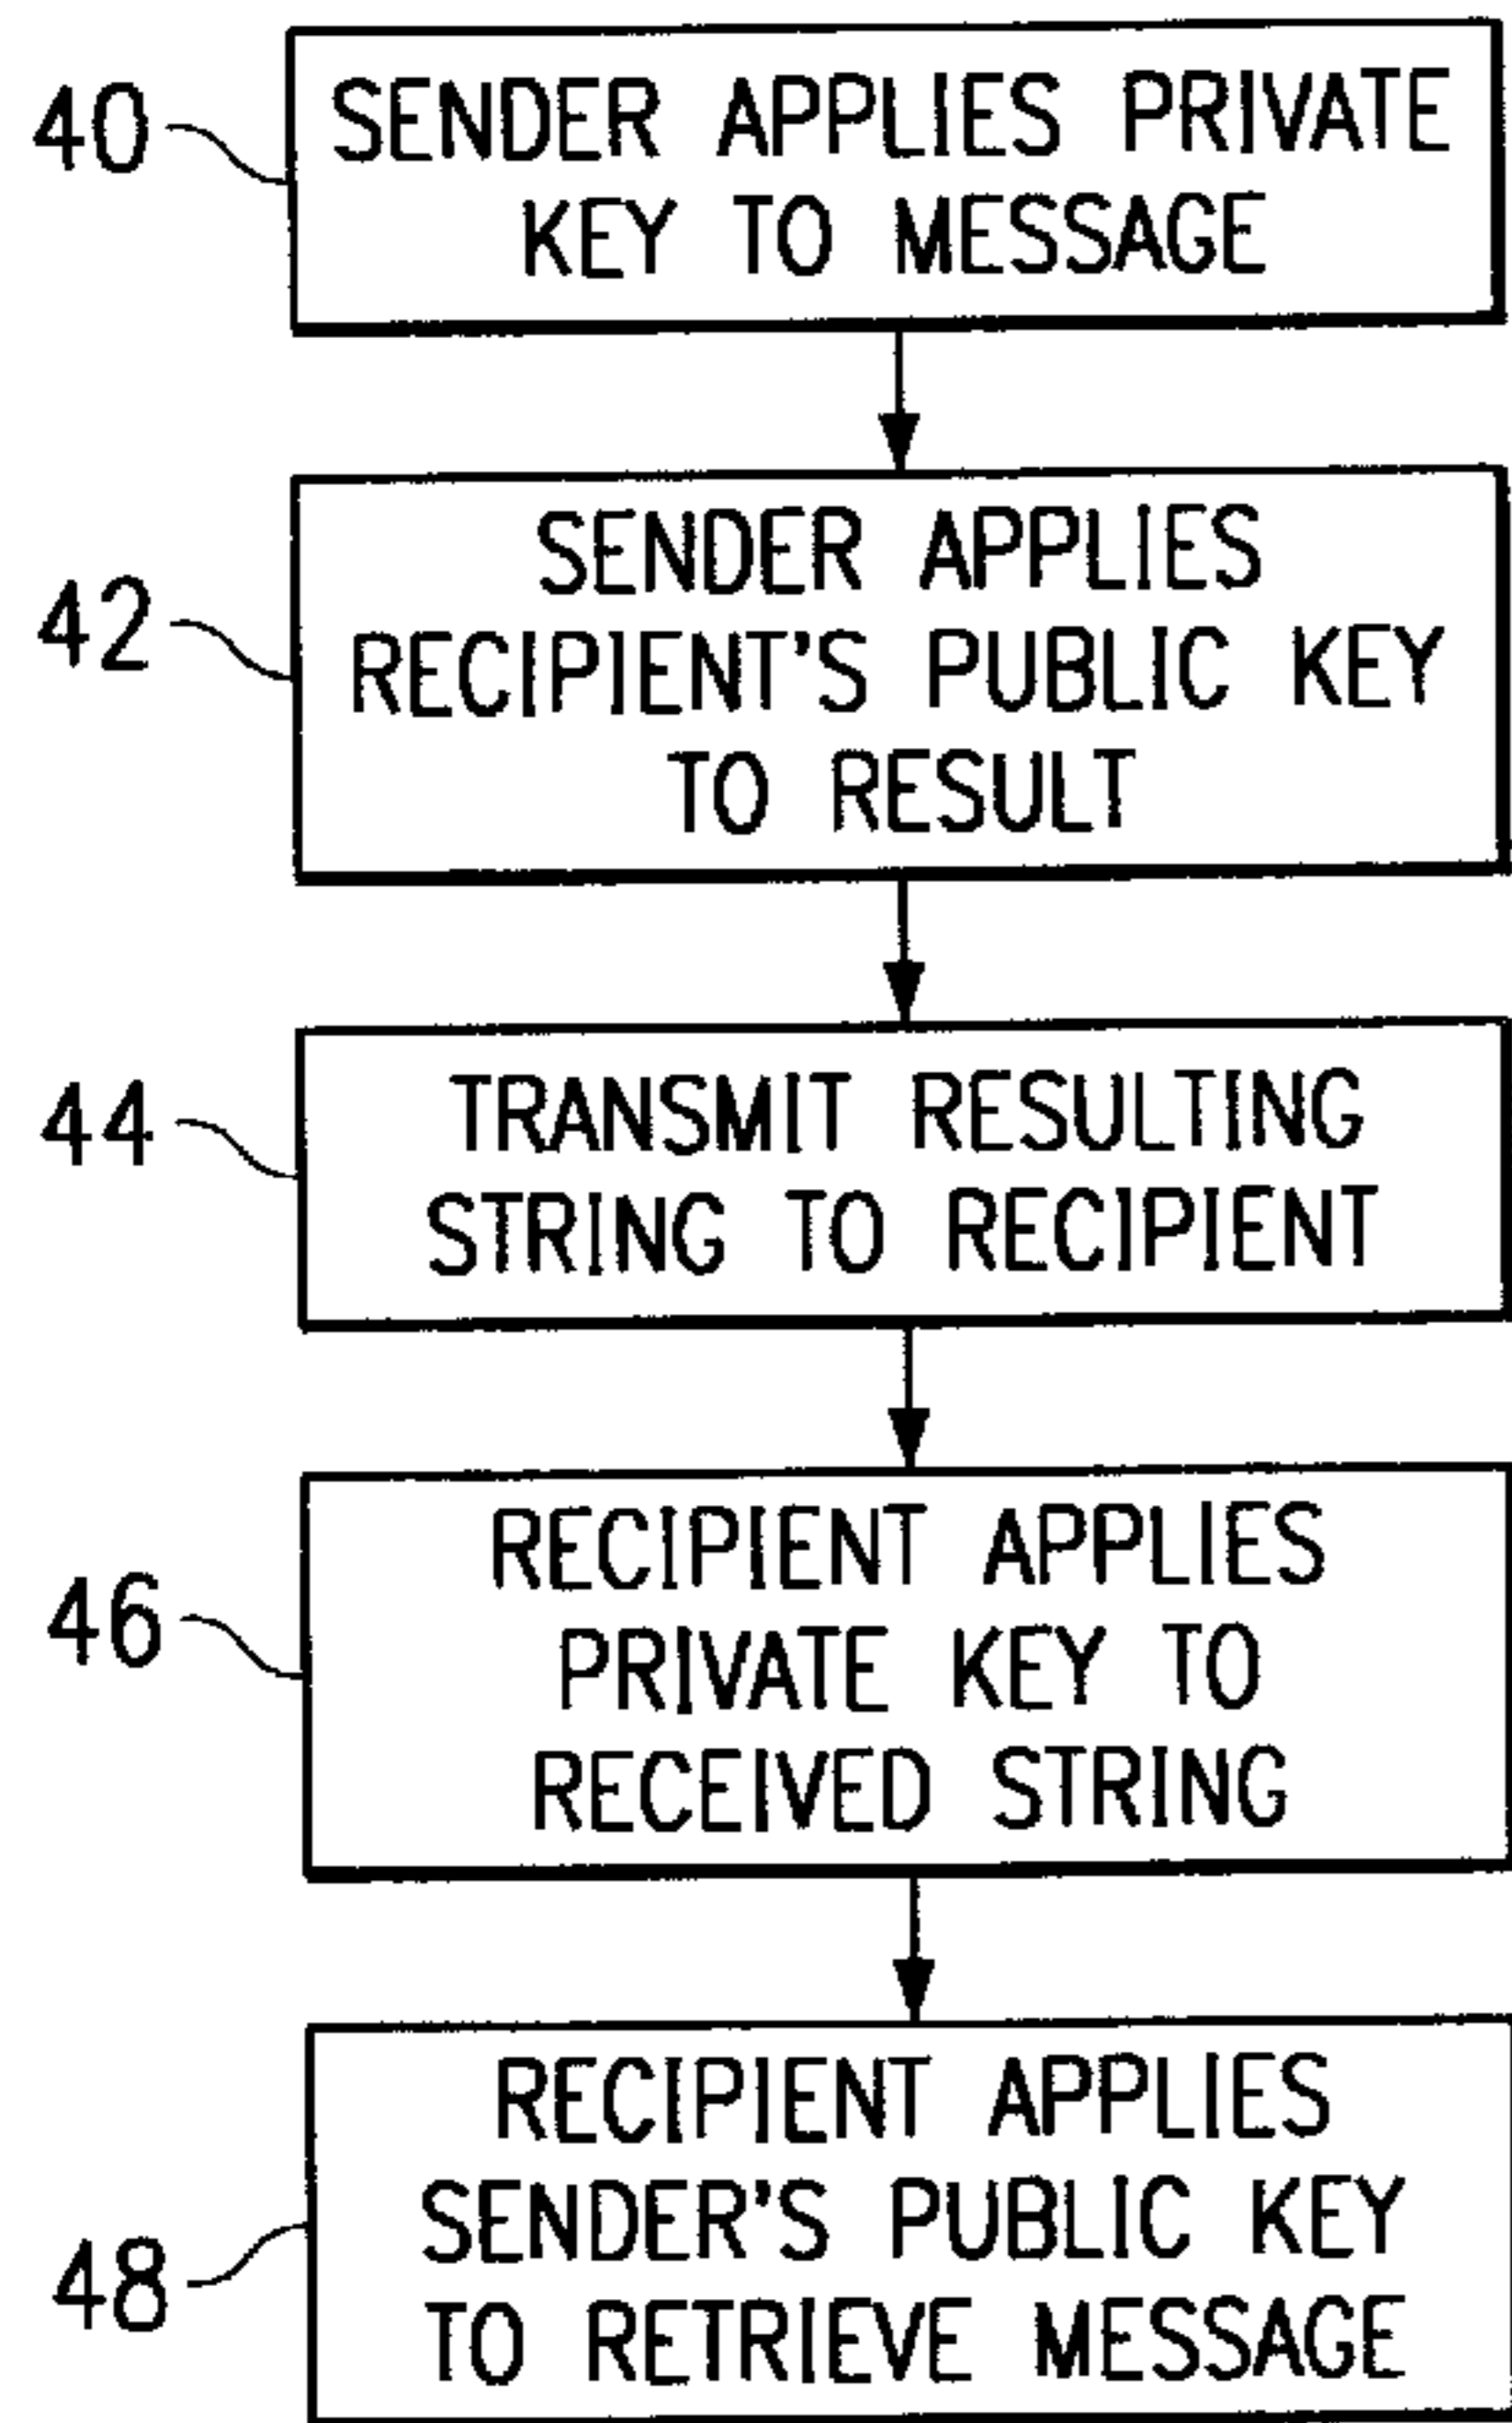 40
SENDER APPLIES PRIVATE
KEY TO MESSAGE
42
SENDER APPLIES
RECIPIENT'S PUBLIC KEY
TO RESULT
44
TRANSMIT RESULTING
STRING TO RECIPIENT
46
RECIPIENT APPLIES
PRIVATE KEY TO
RECEIVED STRING
48
RECIPIENT APPLIES
SENDER'S PUBLIC KEY
TO RETRIEVE MESSAGE